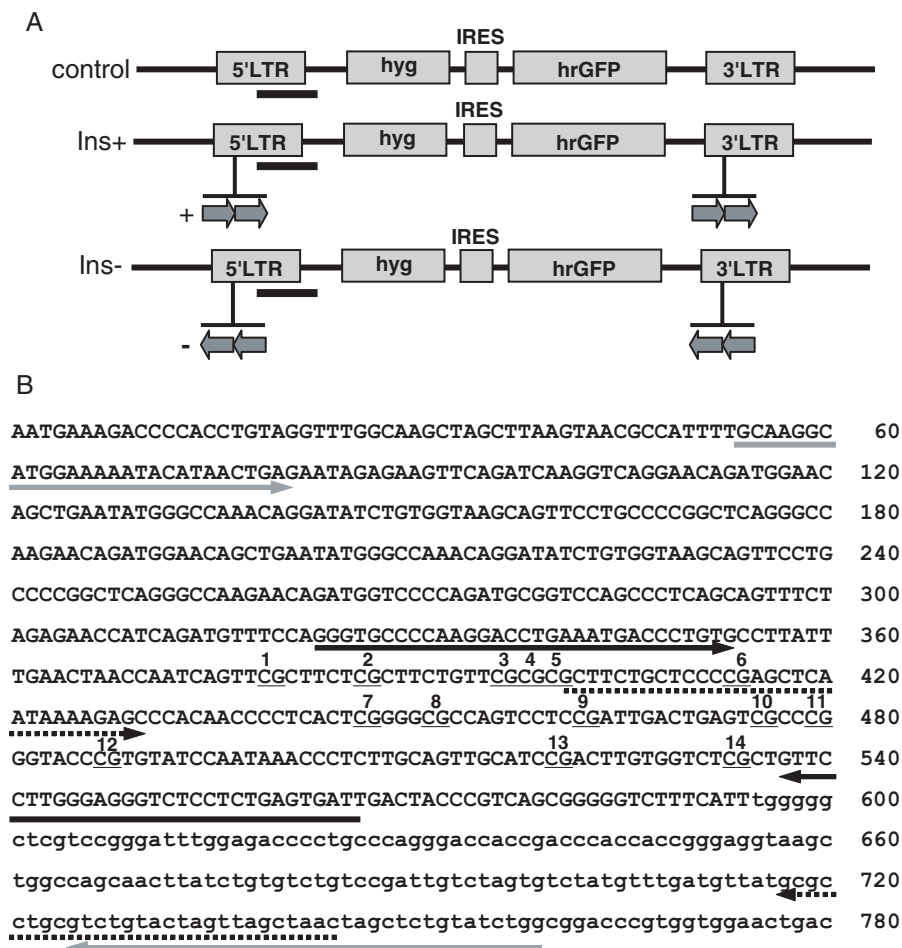 A
IRES
control 5'LTR hyg hrGFP 3'LTR
IRES
Ins+ 5'LTR hyg hrGFP 3'LTR
+
IRES
Ins- 5'LTR hyg hrGFP 3'LTR
-
B
AATGAAAGACCCCACCTGTAGGTTTGGCAAGCTAGCTTAAGTAACGCCATTTTGCAAGGC 60
ATGGAAAAATACATAACTGAGAATAGAGAAGTTCAGATCAAGGTCAGGAACAGATGGAAC 120
AGCTGAATATGGGCCAAACAGGATATCTGTGGTAAGCAGTTCCTGCCCCGGCTCAGGGCC 180
AAGAACAGATGGAACAGCTGAATATGGGCCAAACAGGATATCTGTGGTAAGCAGTTCCTG 240
CCCCGGCTCAGGGCCAAGAACAGATGGTCCCCAGATGCGGTCCAGCCCTCAGCAGTTTCT 300
AGAGAACCATCAGATGTTTCCAGGGTGCCCCAAGGACCTGAAATGACCCTGTGCCTTATT 360
1 2 3 4 5 6
TGAACTAACCAATCAGTTCGCTTCTCGCTTCTGTTCGCGCGCTTCTGCTCCCCGAGCTCA 420
7 8 9 10 11
ATAAAAGAGCCCACAACCCCTCACTCGGGGCGCCAGTCCTCCGATTGACTGAGTCGCCCG 480
12 13 14
GGTACCCGTGTATCCAATAAACCCTCTTGCAGTTGCATCCGACTTGTGGTCTCGCTGTTC 540
CTTGGGAGGGTCTCCTCTGAGTGATTGACTACCCGTCAGCGGGGGTCTTTCATTtggggg 600
ctcgtccgggatttggagacccctgcccagggaccaccgacccaccaccgggaggtaagc 660
tggccagcaacttatctgtgtctgtccgattgtctagtgtctatgtttgatgttatgcgc 720
ctgcgtctgtactagttagctaactagctctgtatctggcggacccgtggtggaactgac 780